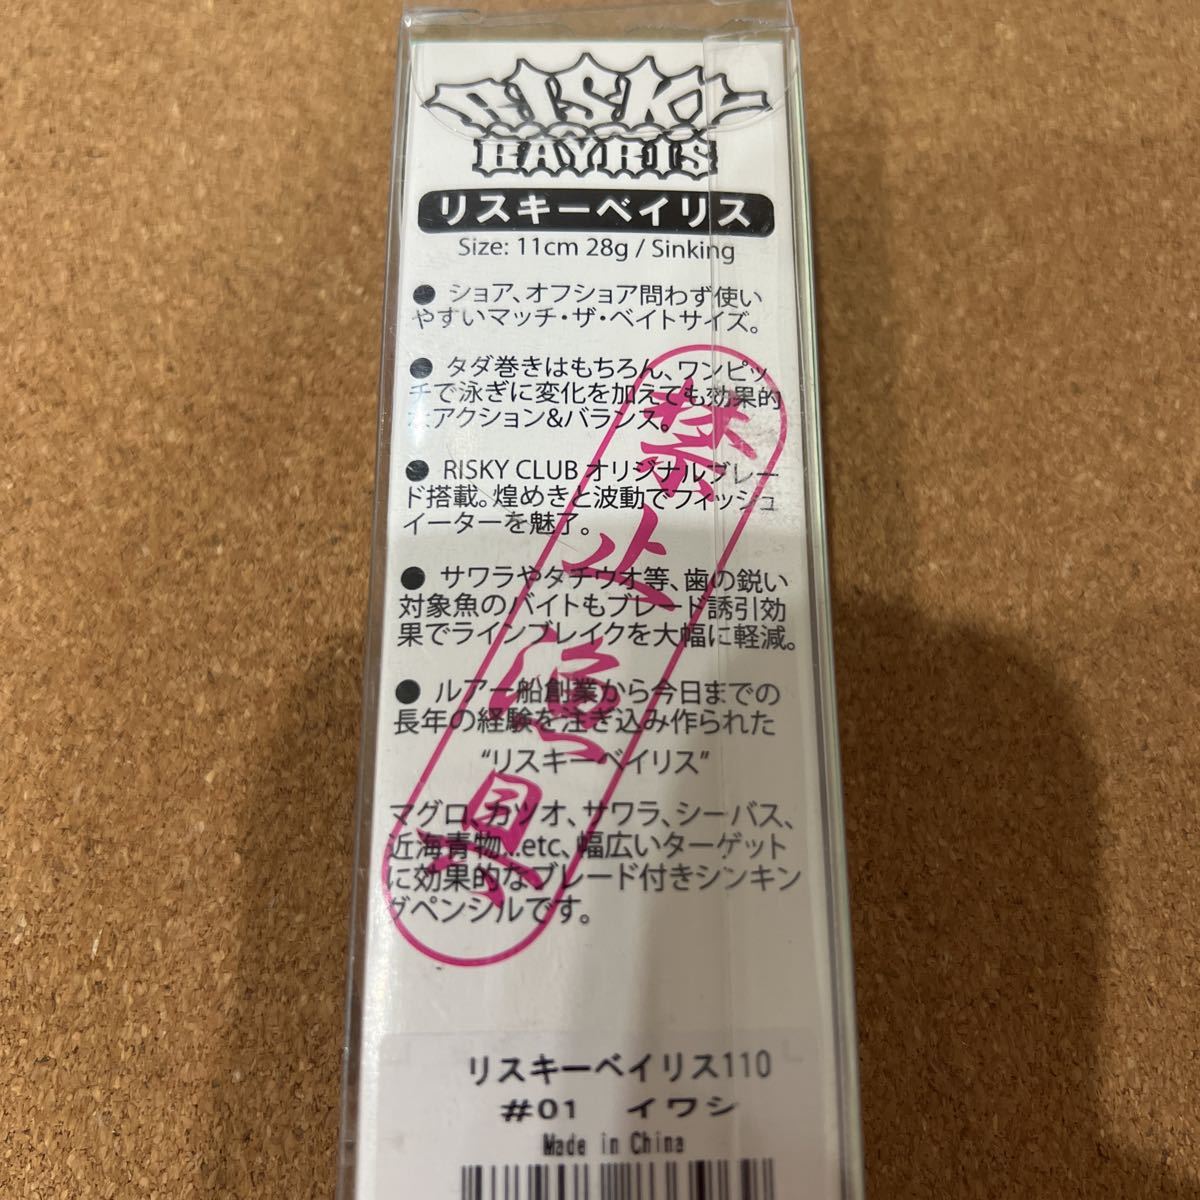 RISKY
BAYRIS
リスキーベイリス
Size: 11cm 28g / Sinking
● ショア、オフショア問わず使い
やすいマッチ・ザ・ベイトサイズ。
● タダ巻きはもちろん、ワンピッ
チで泳ぎに変化を加えても効果的
なアクション&バランス。
● RISKY CLUB オリジナルブレー
ド搭載。煌めきと波動でフィッシュ
イーターを魅了。
● サワラやタチウオ等、歯の鋭い
対象魚のバイトもブレード誘引効
果でラインブレイクを大幅に軽減。
● ルアー船創業から今日までの
長年の経験を注ぎ込み作られた
“リスキーベイリス”
マグロ、カツオ、サワラ、シーバス、
近海青物...etc、幅広いターゲット
に効果的なブレード付きシンキン
グペンシルです。
禁止漁具
リスキーベイリス110
#01 イワシ
Made in China